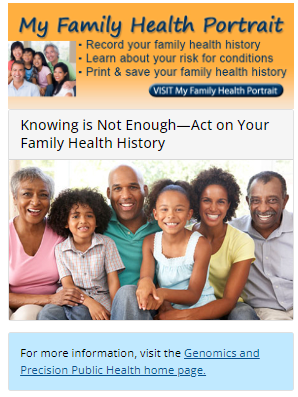 My Family Health Portrait
• Record your family health history
• Learn about your risk for conditions
• Print & save your family health history
VISIT My Family Health Portrait
Knowing is Not Enough—Act on Your
Family Health History
For more information, visit the Genomics and
Precision Public Health home page.